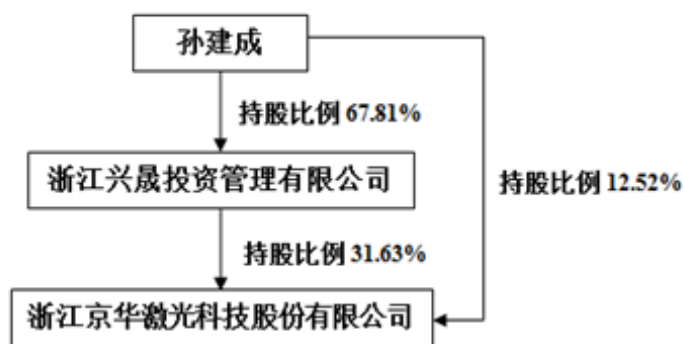 孙建成
持股比例 67.81%
浙江兴晟投资管理有限公司
持股比例 12.52%
持股比例 31.63%
浙江京华激光科技股份有限公司